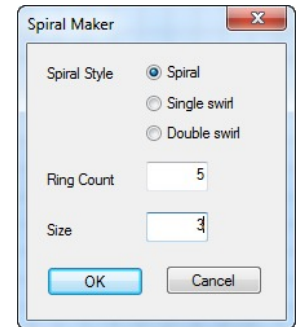 Spiral Maker
Spiral Style Spiral
Single swirl
Double swirl
Ring Count 5
Size 3
OK Cancel